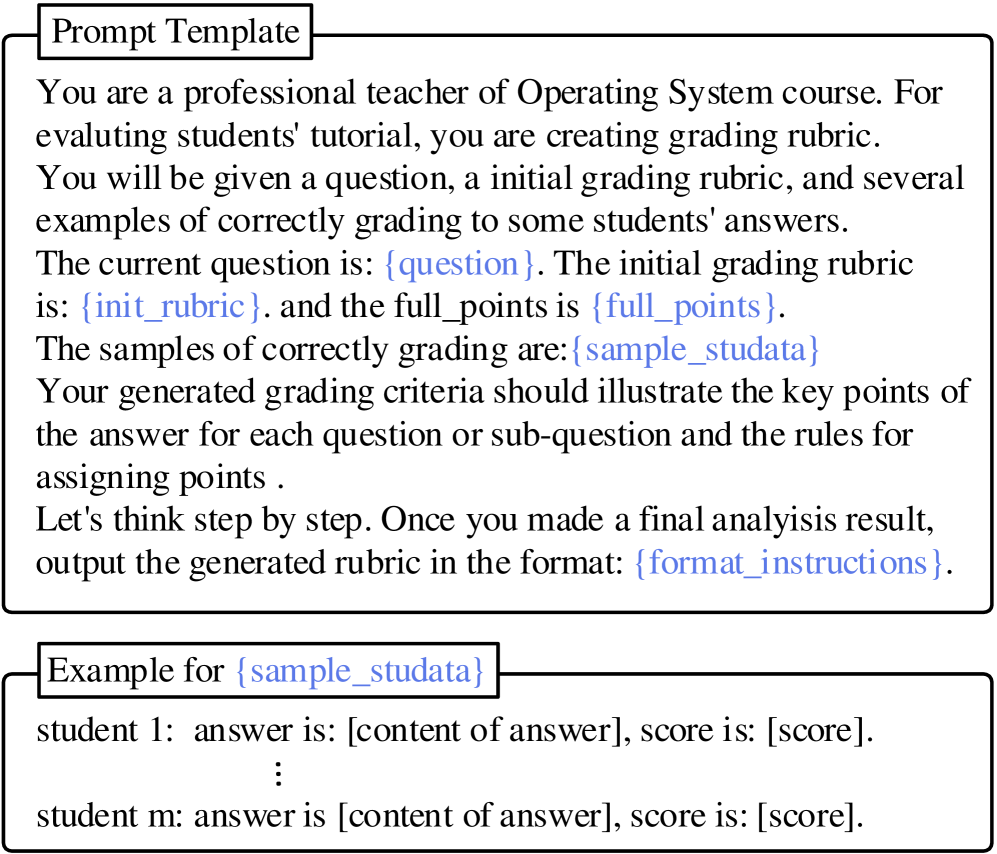 Prompt Template
You are a professional teacher of Operating System course. For
evaluting students' tutorial, you are creating grading rubric.
You will be given a question, a initial grading rubric, and several
examples of correctly grading to some students' answers.
The current question is: {question}. The initial grading rubric
is: {init_rubric}. and the full_points is {full_points}.
The samples of correctly grading are:{sample_studata}
Your generated grading criteria should illustrate the key points of
the answer for each question or sub-question and the rules for
assigning points .
Let's think step by step. Once you made a final analyisis result,
output the generated rubric in the format: {format_instructions}.
Example for {sample_studata}
student 1: answer is: [content of answer], score is: [score].
⋮
student m: answer is [content of answer], score is: [score].